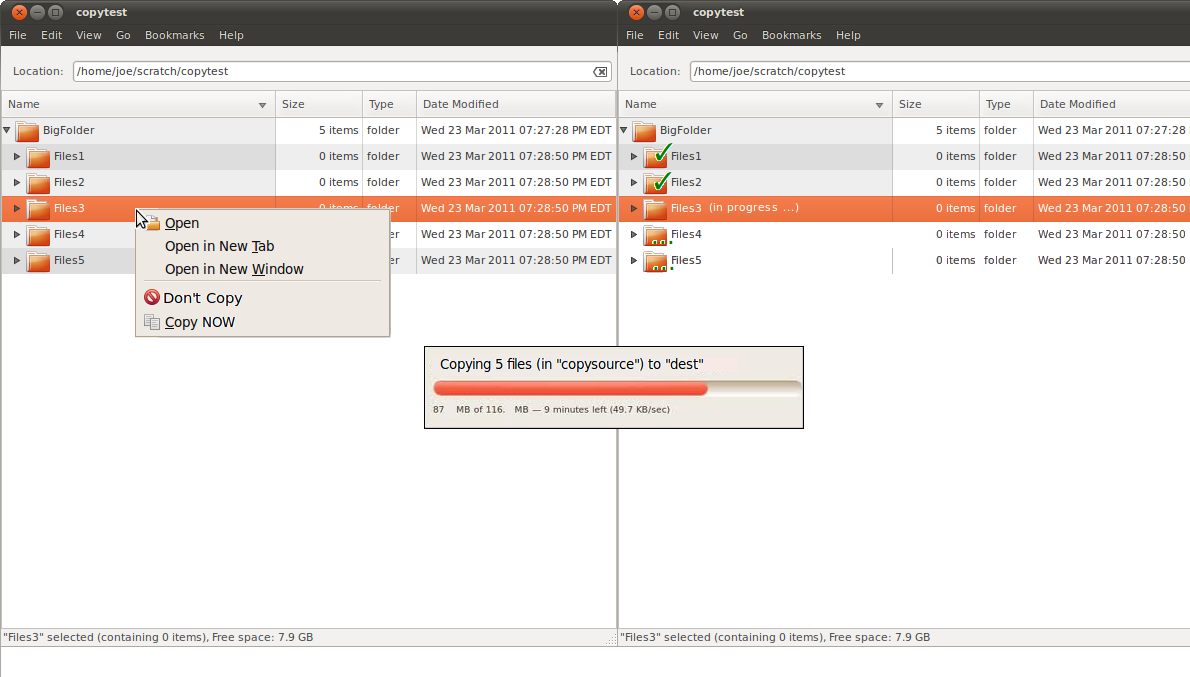 copytest
File Edit View Go Bookmarks Help
Location: /home/joe/scratch/copytest
Name Size Type Date Modified
BigFolder 5 items folder Wed 23 Mar 2011 07:27:28 PM EDT
Files1 0 items folder Wed 23 Mar 2011 07:28:50 PM EDT
Files2 0 items folder Wed 23 Mar 2011 07:28:50 PM EDT
Files3 0 items folder Wed 23 Mar 2011 07:28:50 PM EDT
Files4 Wed 23 Mar 2011 07:28:50 PM EDT
Files5 Wed 23 Mar 2011 07:28:50 PM EDT
Open
Open in New Tab
Open in New Window
Don't Copy
Copy NOW
"Files3" selected (containing 0 items), Free space: 7.9 GB
copytest
File Edit View Go Bookmarks Help
Location: /home/joe/scratch/copytest
Name Size Type Date Modified
BigFolder 5 items folder Wed 23 Mar 2011 07:27:28
Files1 0 items folder Wed 23 Mar 2011 07:28:50
Files2 0 items folder Wed 23 Mar 2011 07:28:50
Files3 (in progress ...) 0 items folder Wed 23 Mar 2011 07:28:50
Files4 0 items folder Wed 23 Mar 2011 07:28:50
Files5 0 items folder Wed 23 Mar 2011 07:28:50
Copying 5 files (in "copysource") to "dest"
87 MB of 116. MB — 9 minutes left (49.7 KB/sec)
"Files3" selected (containing 0 items), Free space: 7.9 GB